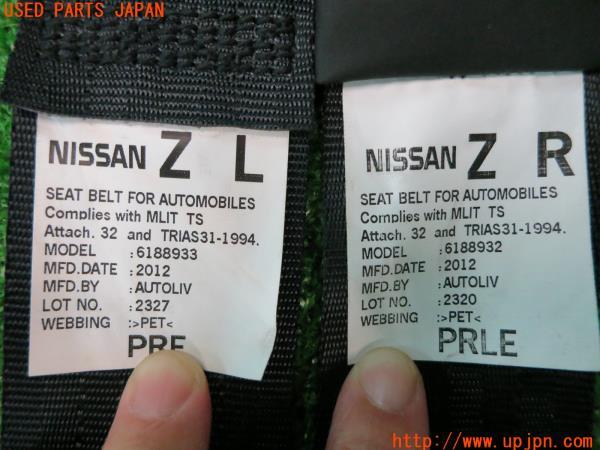 USED PARTS JAPAN
NISSAN Z L
SEAT BELT FOR AUTOMOBILES
Complies with MLIT TS
Attach. 32 and TRIAS31-1994.
MODEL :6188933
MFD.DATE :2012
MFD.BY :AUTOLIV
LOT NO. :2327
WEBBING :>PET<
NISSAN Z R
SEAT BELT FOR AUTOMOBILES
Complies with MLIT TS
Attach. 32 and TRIAS31-1994.
MODEL :6188932
MFD.DATE :2012
MFD.BY :AUTOLIV
LOT NO. :2320
WEBBING :>PET<
PRLE
http://www.upjpn.com/